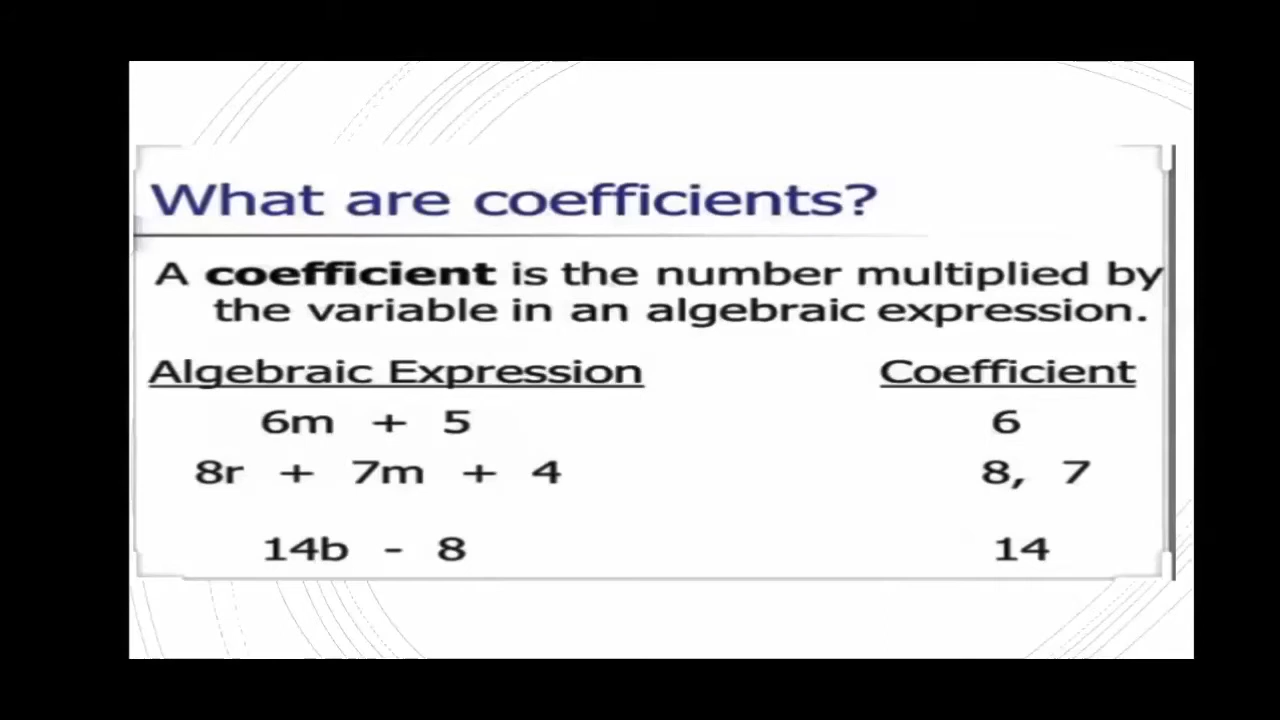 What are coefficients?
A coefficient is the number multiplied by
the variable in an algebraic expression.
Algebraic Expression Coefficient
6m + 5 6
8r + 7m + 4 8, 7
14b - 8 14